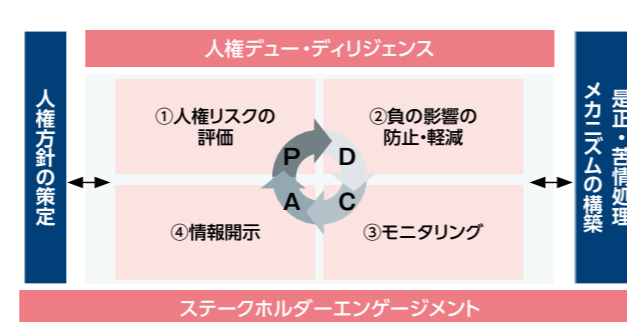 人権デュー・ディリジェンス
人権方針の策定
①人権リスクの
評価
②負の影響の
防止・軽減
P
D
A
C
④情報開示
③モニタリング
是正・苦情処理
メカニズムの構築
ステークホルダーエンゲージメント